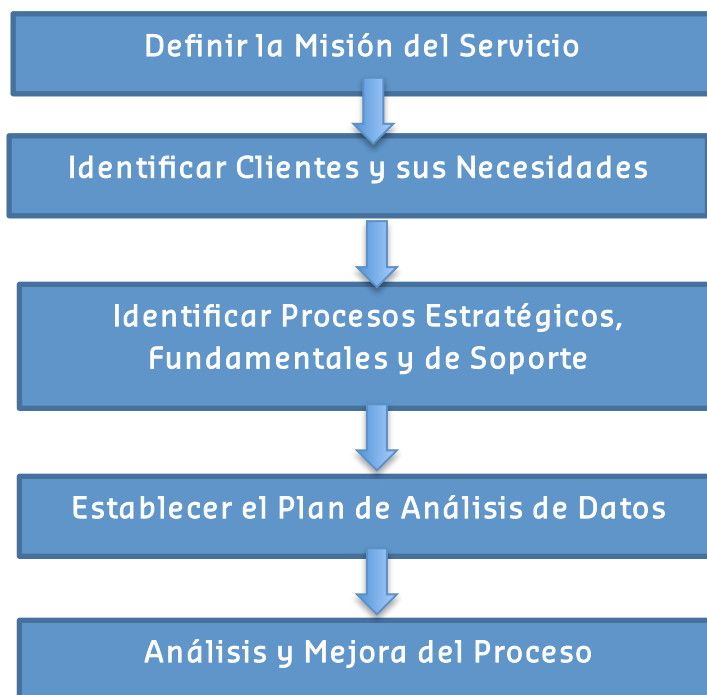 Definir la Misión del Servicio
Identificar Clientes y sus Necesidades
Identificar Procesos Estratégicos,
Fundamentales y de Soporte
Establecer el Plan de Análisis de Datos
Análisis y Mejora del Proceso